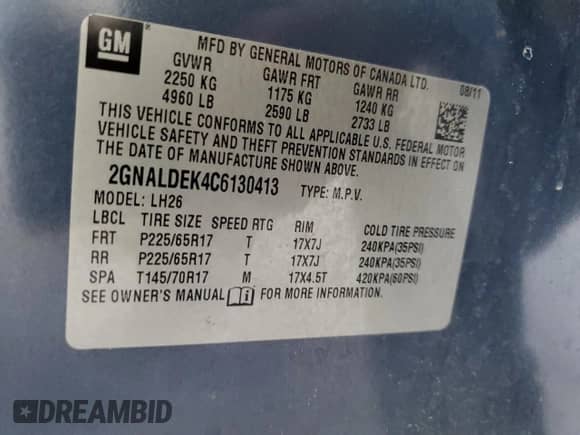 GM
MFD BY GENERAL MOTORS OF CANADA LTD.
GVWR GAWR FRT GAWR RR 08/11
2250 KG 1175 KG 1240 KG
4960 LB 2590 LB 2733 LB
THIS VEHICLE CONFORMS TO ALL APPLICABLE U.S. FEDERAL MOTOR
VEHICLE SAFETY AND THEFT PREVENTION STANDARDS IN EFFECT ON
THE DATE OF MANUFACTURE SHOWN ABOVE.
2GNALDEK4C6130413 TYPE: M.P.V.
MODEL: LH26
LBCL TIRE SIZE SPEED RTG RIM COLD TIRE PRESSURE
FRT P225/65R17 T 17X7J 240KPA(35PSI)
RR P225/65R17 T 17X7J 240KPA(35PSI)
SPA T145/70R17 M 17X4.5T 420KPA(60PSI)
SEE OWNER'S MANUAL i FOR MORE INFORMATION.
DREAMBID